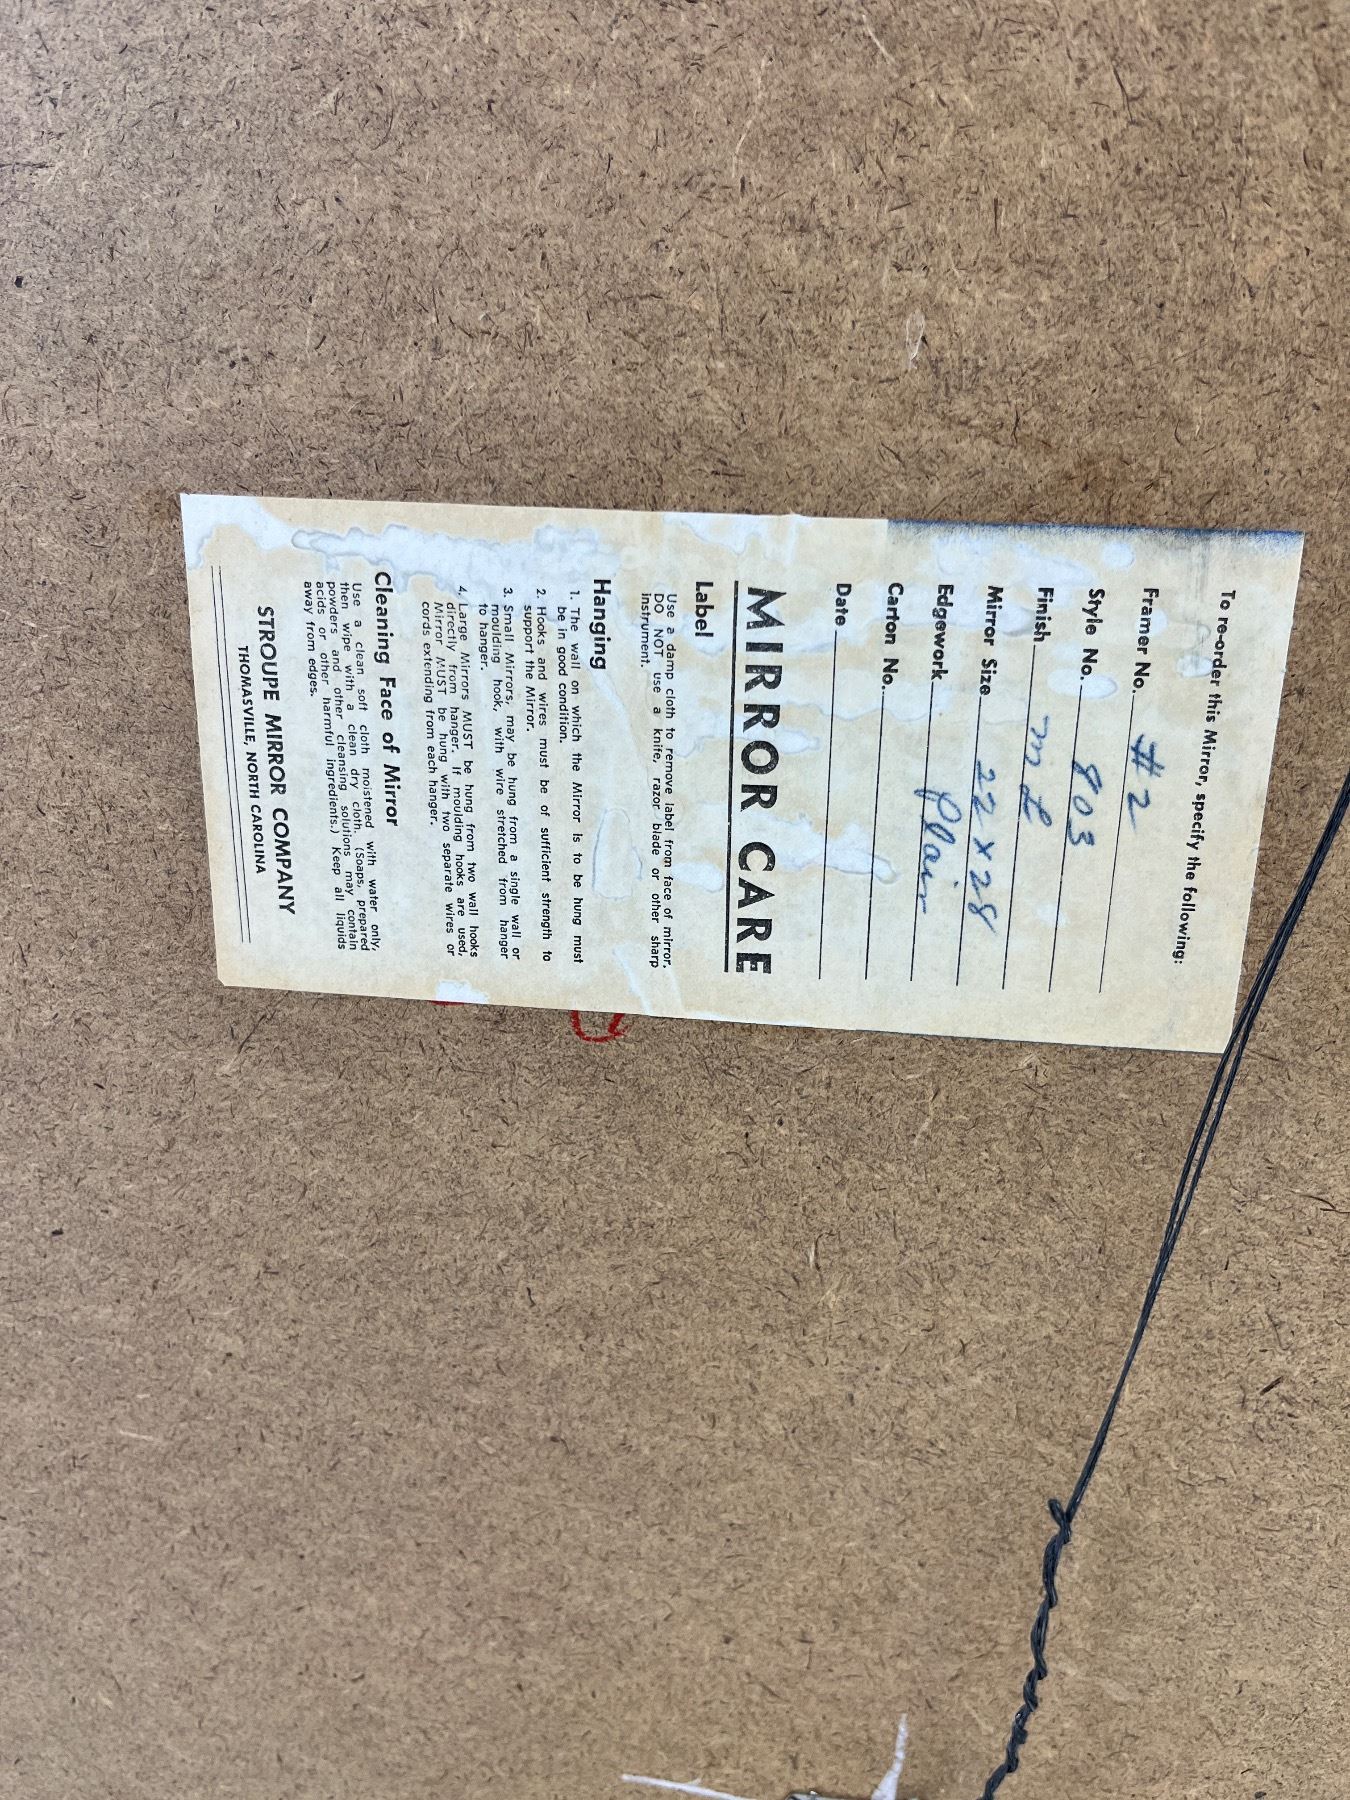 To re-order this Mirror, specify the following:
Framer No. #2
Style No. 803
Finish
Mirror Size 22 x 28
Edgework Plain
Carton No.
Date
MIRROR CARE
Label
Use a damp cloth to remove label from face of mirror.
DO NOT use a knife, razor blade or other sharp
instrument.
Hanging
1. The wall on which the Mirror is to be hung must
be in good condition.
2. Hooks and wires must be of sufficient strength to
support the Mirror.
3. Small Mirrors, may be hung from a single wall or
moulding hook, with wire stretched from hanger
to hanger.
4. Large Mirrors MUST be hung from two wall hooks
directly from hanger. If moulding hooks are used,
Mirror MUST be hung with two separate wires or
cords extending from each hanger.
Cleaning Face of Mirror
Use a clean soft cloth moistened with water only,
then wipe with a clean dry cloth. (Soaps, prepared
powders and other cleansing solutions may contain
acids or other harmful ingredients.) Keep all liquids
away from edges.
STROUPE MIRROR COMPANY
THOMASVILLE, NORTH CAROLINA